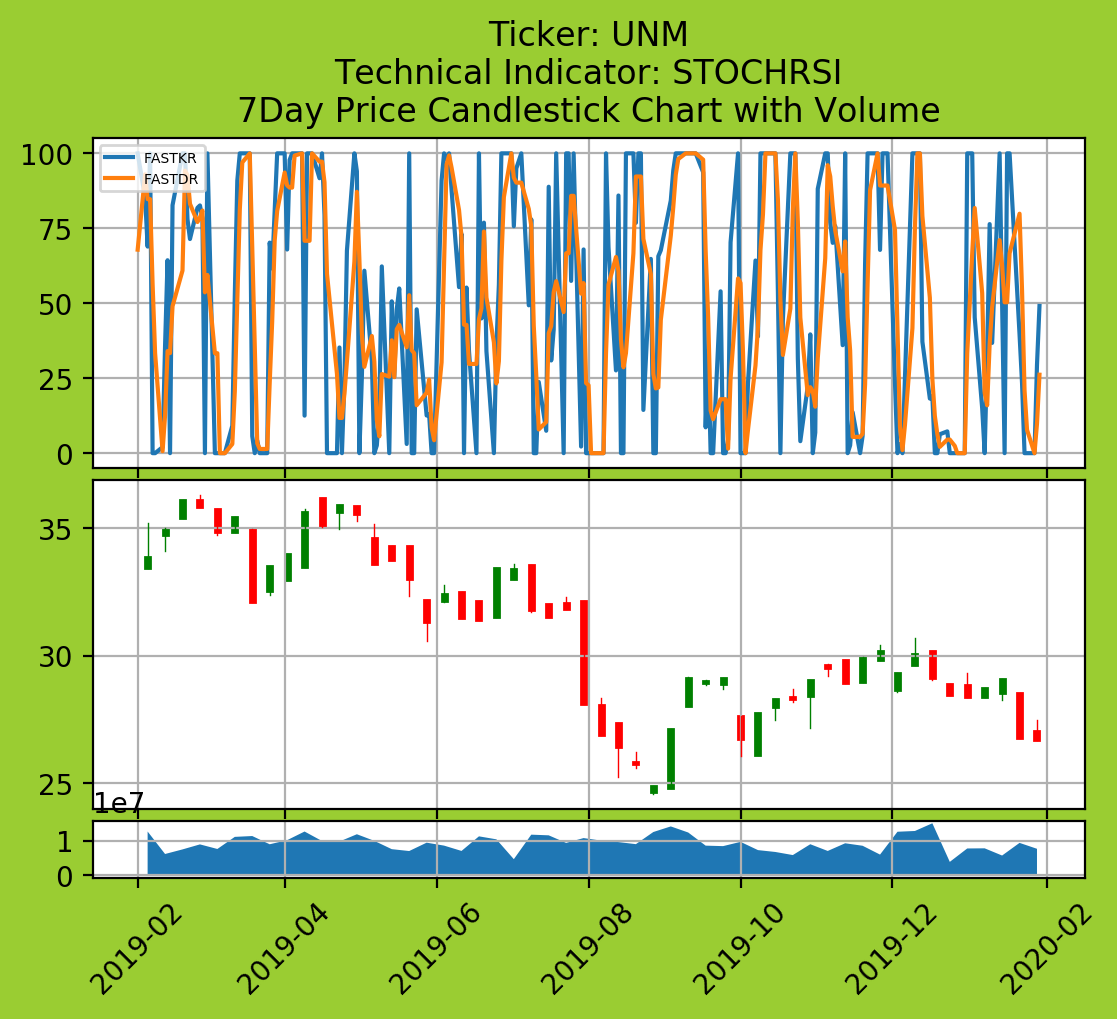 Ticker: UNM
Technical Indicator: STOCHRSI
7Day Price Candlestick Chart with Volume
100
75
50
25
0
FASTKR
FASTDR
35
30
25
1e7
1
0
2019-02
2019-04
2019-06
2019-08
2019-10
2019-12
2020-02